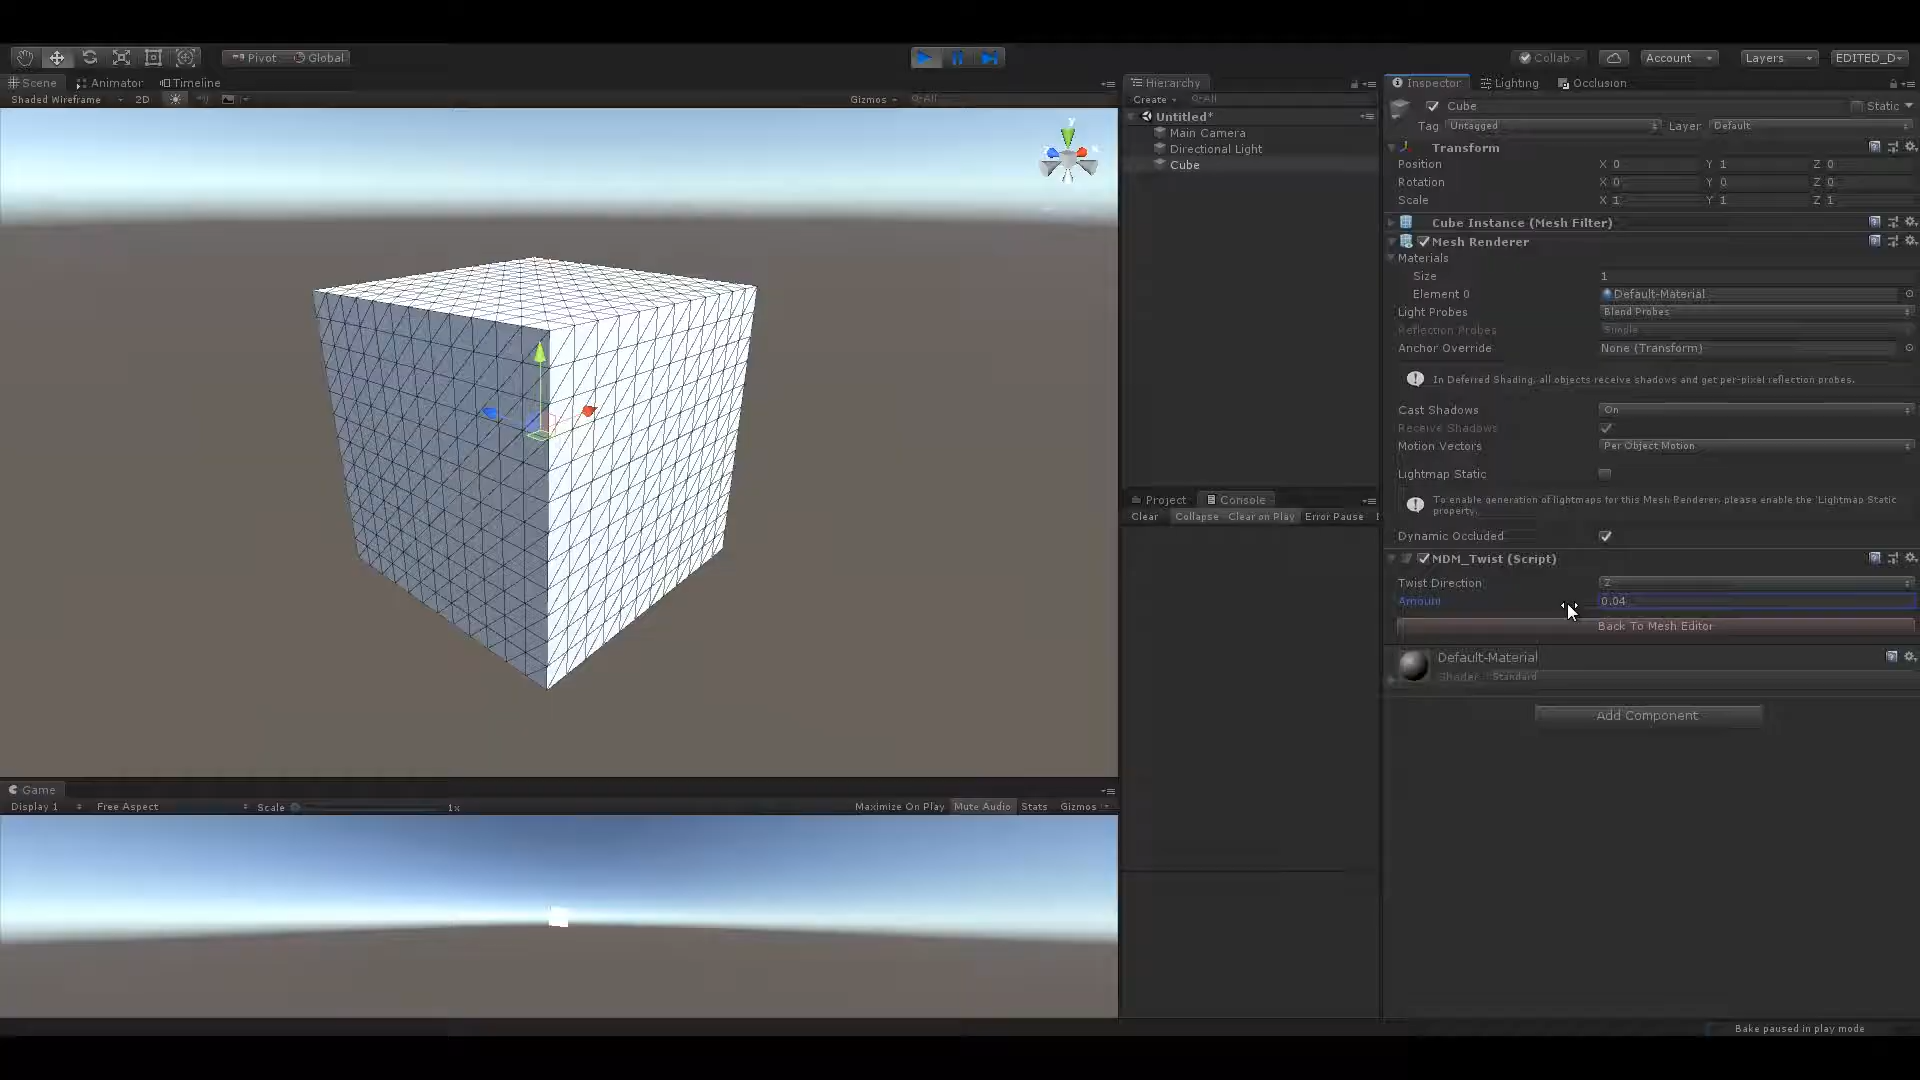 Pivot Global Collab Account Layers EDITED_D
Scene Animator Timeline
Shaded Wireframe 2D Gizmos All
y
x
Hierarchy
Create All
Untitled*
Main Camera
Directional Light
Cube
Inspector Lighting Occlusion
Cube Static
Tag Untagged Layer Default
Transform
Position X 0 Y 1 Z 0
Rotation X 0 Y 0 Z 0
Scale X 1 Y 1 Z 1
Cube Instance (Mesh Filter)
Mesh Renderer
Materials
Size 1
Element 0 Default-Material
Light Probes Blend Probes
Reflection Probes Simple
Anchor Override None (Transform)
In Deferred Shading, all objects receive shadows and get per-pixel reflection probes.
Cast Shadows On
Receive Shadows
Motion Vectors Per Object Motion
Lightmap Static
To enable generation of lightmaps for this Mesh Renderer, please enable the 'Lightmap Static'
property.
Dynamic Occluded
MDM_Twist (Script)
Twist Direction Z
Amount 0.04
Back To Mesh Editor
Default-Material
Shader Standard
Add Component
Project Console
Clear Collapse Clear on Play Error Pause
Game
Display 1 Free Aspect Scale 1x Maximize On Play Mute Audio Stats Gizmos
Bake paused in play mode